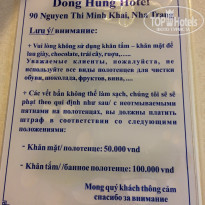 Dong Hung Hotel
90 Nguyen Thi Minh Khai, Nha Trang
Lưu ý/внимание:
+ Vui lòng không sử dụng khăn tắm – khăn mặt để
lau giày, chocolate, trái cây, rượu,...
Уважаемые клиенты, пожалуйста, не
используйте все виды полотенцев для чистки
обуви, шоколада, фруктов, вина,...
+ Các vết bẩn không thể làm sạch, chúng tôi sẽ sẽ
phạt theo qui định như sau/ с неотмываемыми
пятнами на полотенцах, вы должны платить
штраф в соответствии со следующими
положениями:
- Khăn mặt/ полотенце: 50.000 vnd
- Khăn tắm/ банное полотенце: 100.000 vnd
Mong quý khách thông cảm
спасибо за внимание